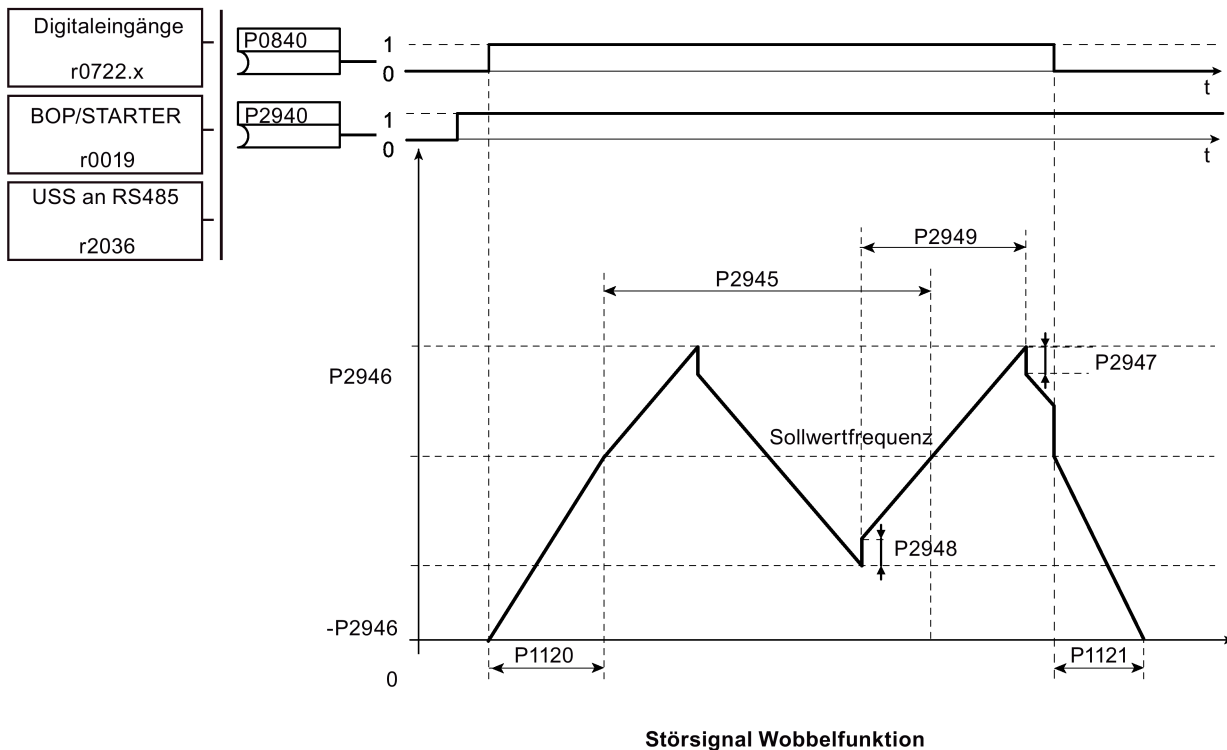 Digitaleingänge
r0722.x
BOP/STARTER
r0019
USS an RS485
r2036
P0840
1
0
t
P2940
1
0
t
P2949
P2945
P2946
P2947
Sollwertfrequenz
P2948
-P2946
P1120
P1121
0
Störsignal Wobbelfunktion